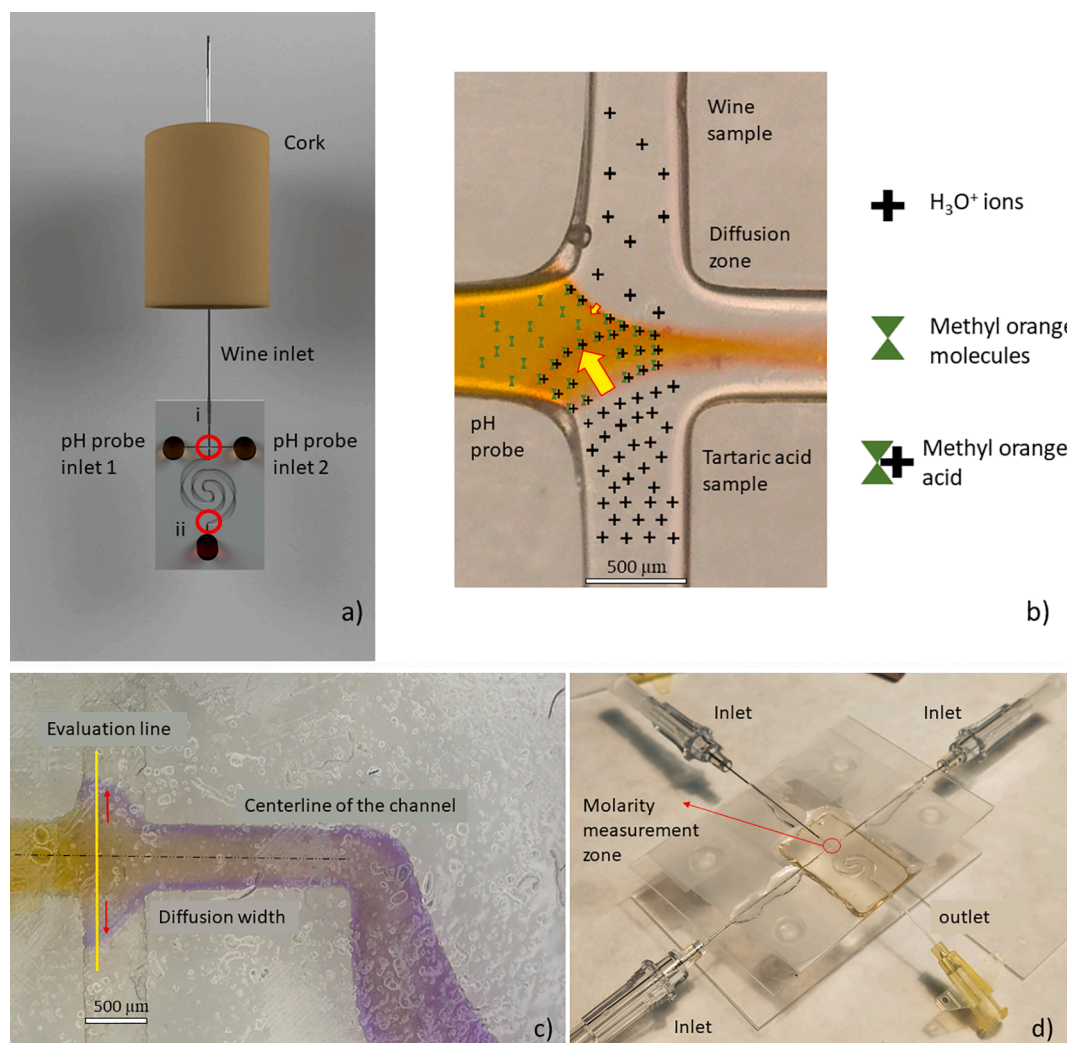 Cork
Wine inlet
i
pH probe
inlet 1
pH probe
inlet 2
ii
a)
Wine
sample
Diffusion
zone
pH
probe
Tartaric acid
sample
500 μm
H₃O⁺ ions
Methyl orange
molecules
Methyl orange
acid
b)
Evaluation line
Centerline of the channel
Diffusion width
500 μm
c)
Inlet
Inlet
Molarity
measurement
zone
outlet
Inlet
d)